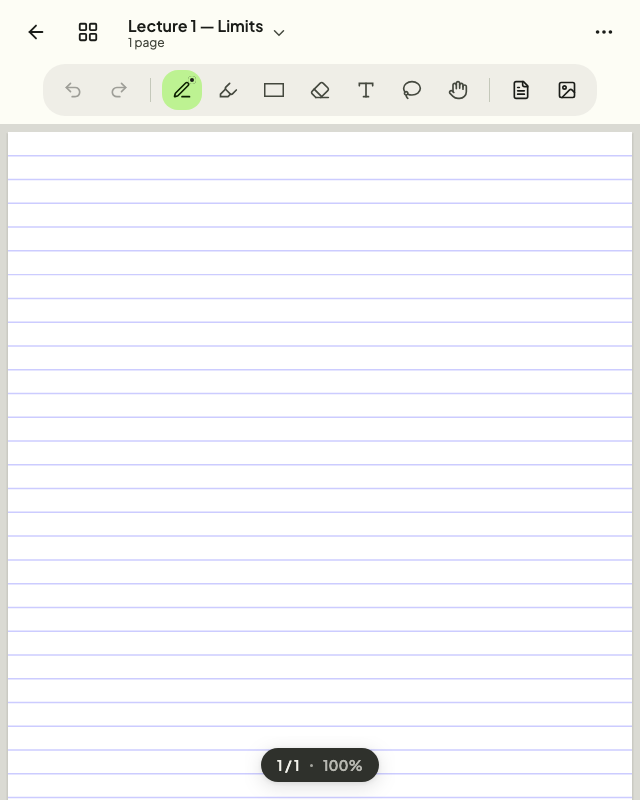 Lecture 1 — Limits
1 page
1 / 1 · 100%